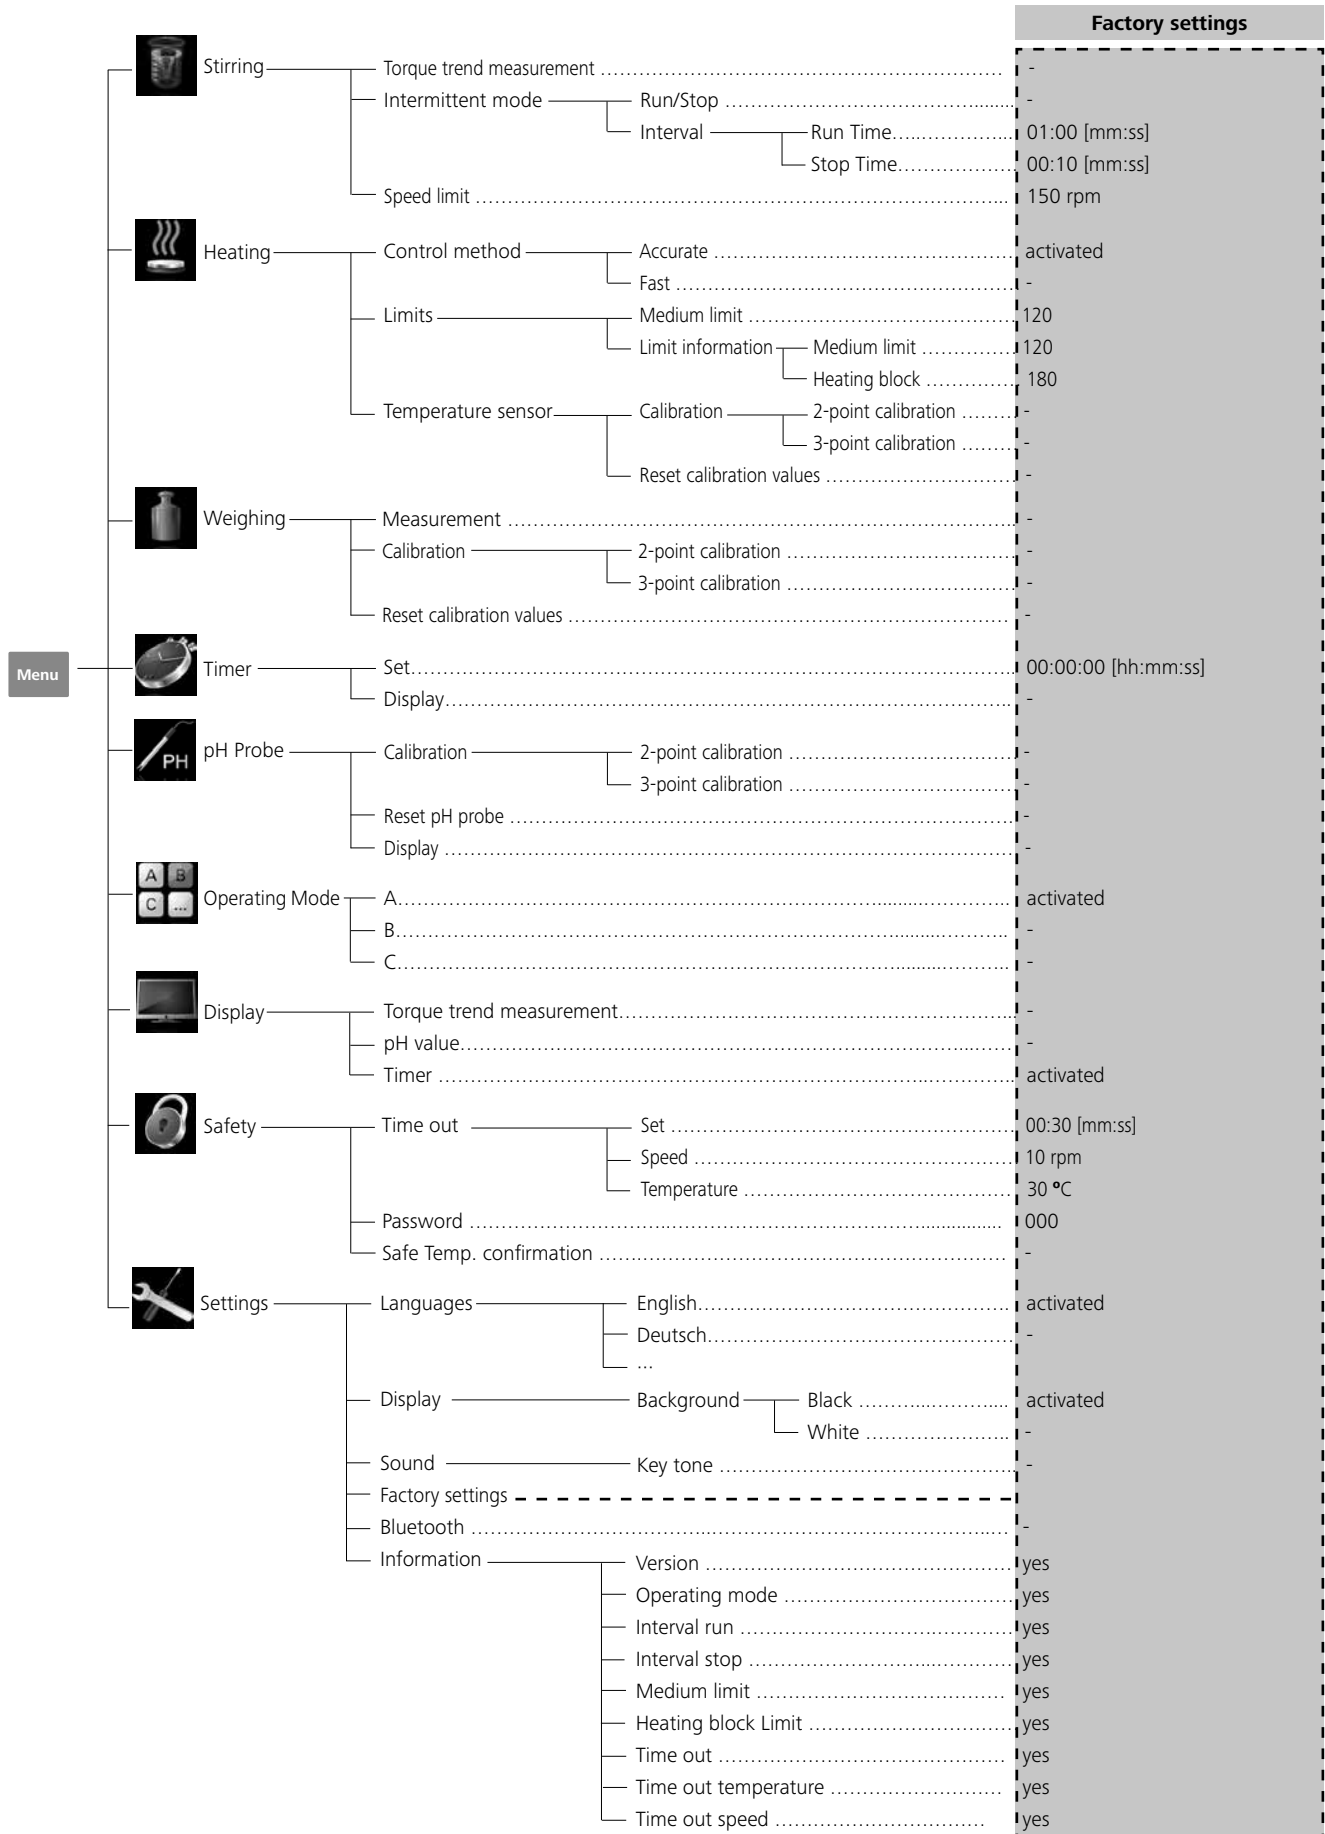 Factory settings
Stirring Torque trend measurement -
Intermittent mode Run/Stop -
Interval Run Time 01:00 [mm:ss]
Stop Time 00:10 [mm:ss]
Speed limit 150 rpm
Heating Control method Accurate activated
Fast -
Limits Medium limit 120
Limit information Medium limit 120
Heating block 180
Temperature sensor Calibration 2-point calibration -
3-point calibration -
Reset calibration values -
Weighing Measurement -
Calibration 2-point calibration -
3-point calibration -
Reset calibration values -
Menu Timer Set 00:00:00 [hh:mm:ss]
Display -
PH pH Probe Calibration 2-point calibration -
3-point calibration -
Reset pH probe -
Display -
A B C ... Operating Mode A activated
B -
C -
Display Torque trend measurement -
pH value -
Timer activated
Safety Time out Set 00:30 [mm:ss]
Speed 10 rpm
Temperature 30 ºC
Password 000
Safe Temp. confirmation -
Settings Languages English activated
Deutsch -
...
Display Background Black activated
White -
Sound Key tone -
Factory settings
Bluetooth -
Information Version yes
Operating mode yes
Interval run yes
Interval stop yes
Medium limit yes
Heating block Limit yes
Time out yes
Time out temperature yes
Time out speed yes